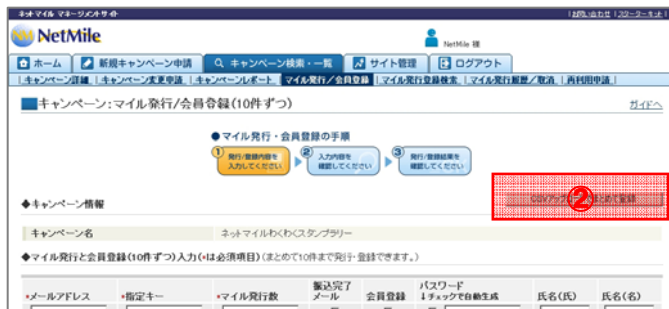 ネットマイル マネージメントサイト
|お問い合わせ|
NetMile
NetMile 様
ホーム 新規キャンペーン申請 キャンペーン検索・一覧 サイト管理 ログアウト
|キャンペーン詳細|キャンペーン変更申請|キャンペーンレポート|マイル発行/会員登録|マイル発行登録検索|マイル発行履歴/取消|再利用申請|
キャンペーン:マイル発行/会員登録(10件ずつ) ガイドへ
●マイル発行・会員登録の手順
① 発行/登録内容を入力してください ② 入力内容を確認してください ③ 発行/登録結果を確認してください
◆キャンペーン情報
CSVアップロード ② まとめて登録
キャンペーン名 ネットマイルわくわくスタンプラリー
◆マイル発行と会員登録(10件ずつ)入力(*は必須項目)(まとめて10件まで発行・登録できます。)
*メールアドレス *指定キー *マイル発行数 振込完了メール 会員登録 パスワード ↓チェックで自動生成 氏名(氏) 氏名(名)